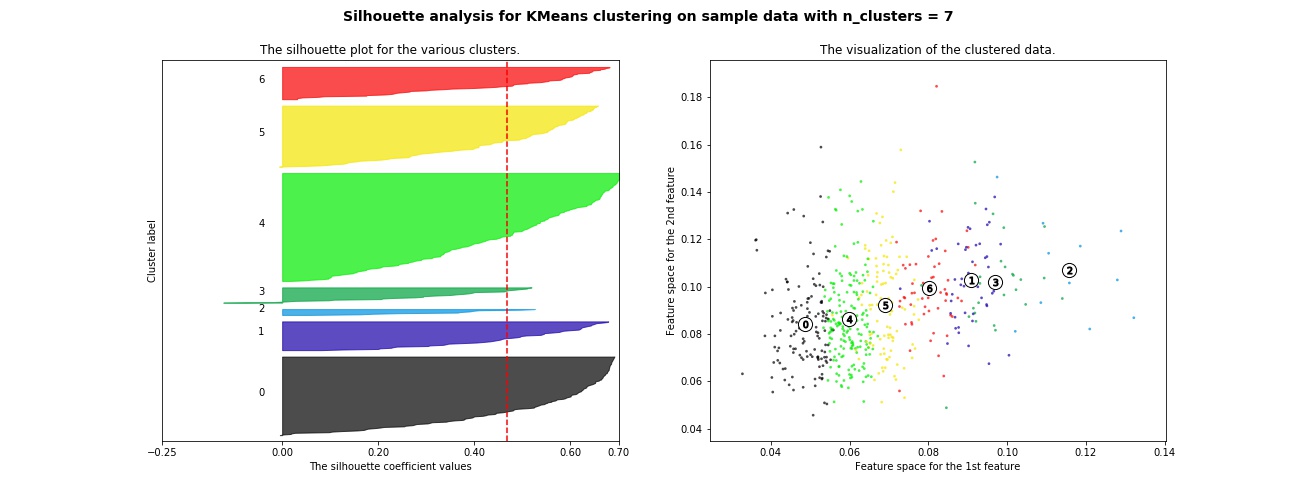 Silhouette analysis for KMeans clustering on sample data with n_clusters = 7
The silhouette plot for the various clusters.
Cluster label
6
5
4
3
2
1
0
−0.25 0.00 0.20 0.40 0.60 0.70
The silhouette coefficient values
The visualization of the clustered data.
Feature space for the 2nd feature
0.18
0.16
0.14
0.12
0.10
0.08
0.06
0.04
0 4 5 6 1 3 2
0.04 0.06 0.08 0.10 0.12 0.14
Feature space for the 1st feature